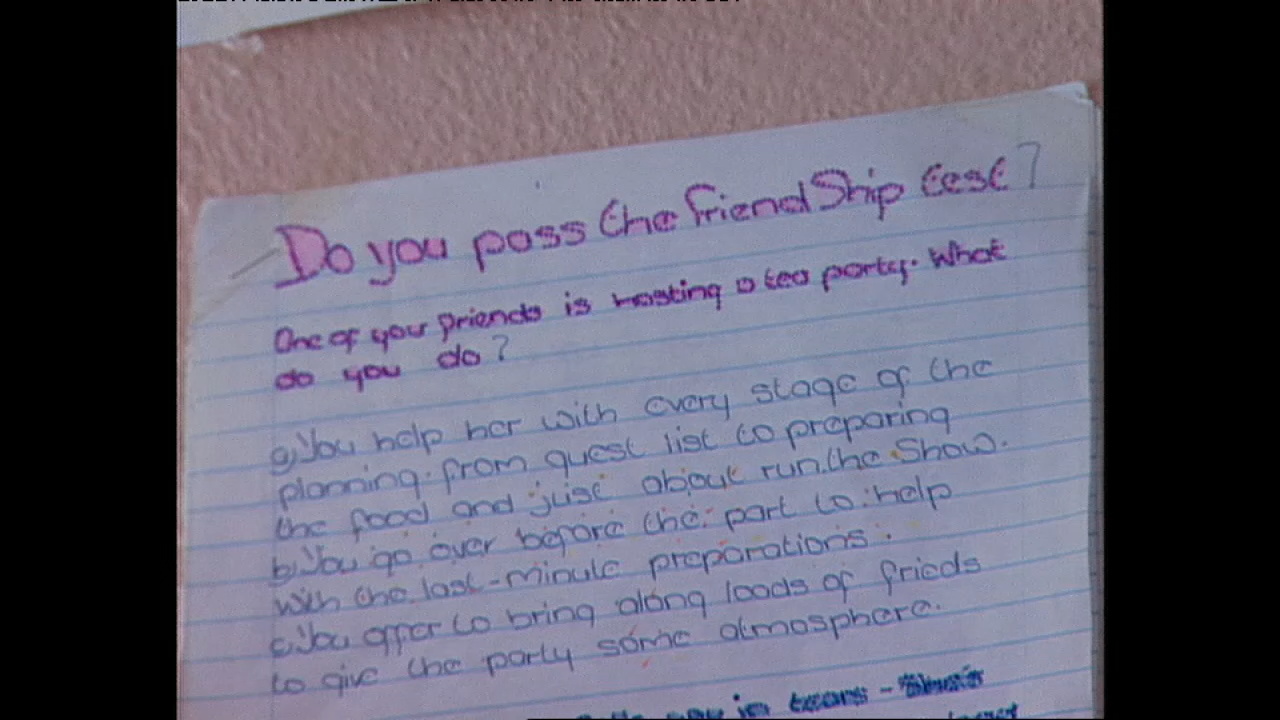 Do you pass the friendShip test?
One of your friends is hosting a tea party. What
do you do?
a, You help her with every stage of the
planning. from guest list to preparing
the food and just about run the Show.
b, You go over before the part to help
with the last-minute preparations.
c, You offer to bring along loads of frieds
to give the party some atmosphere.
you in tears -